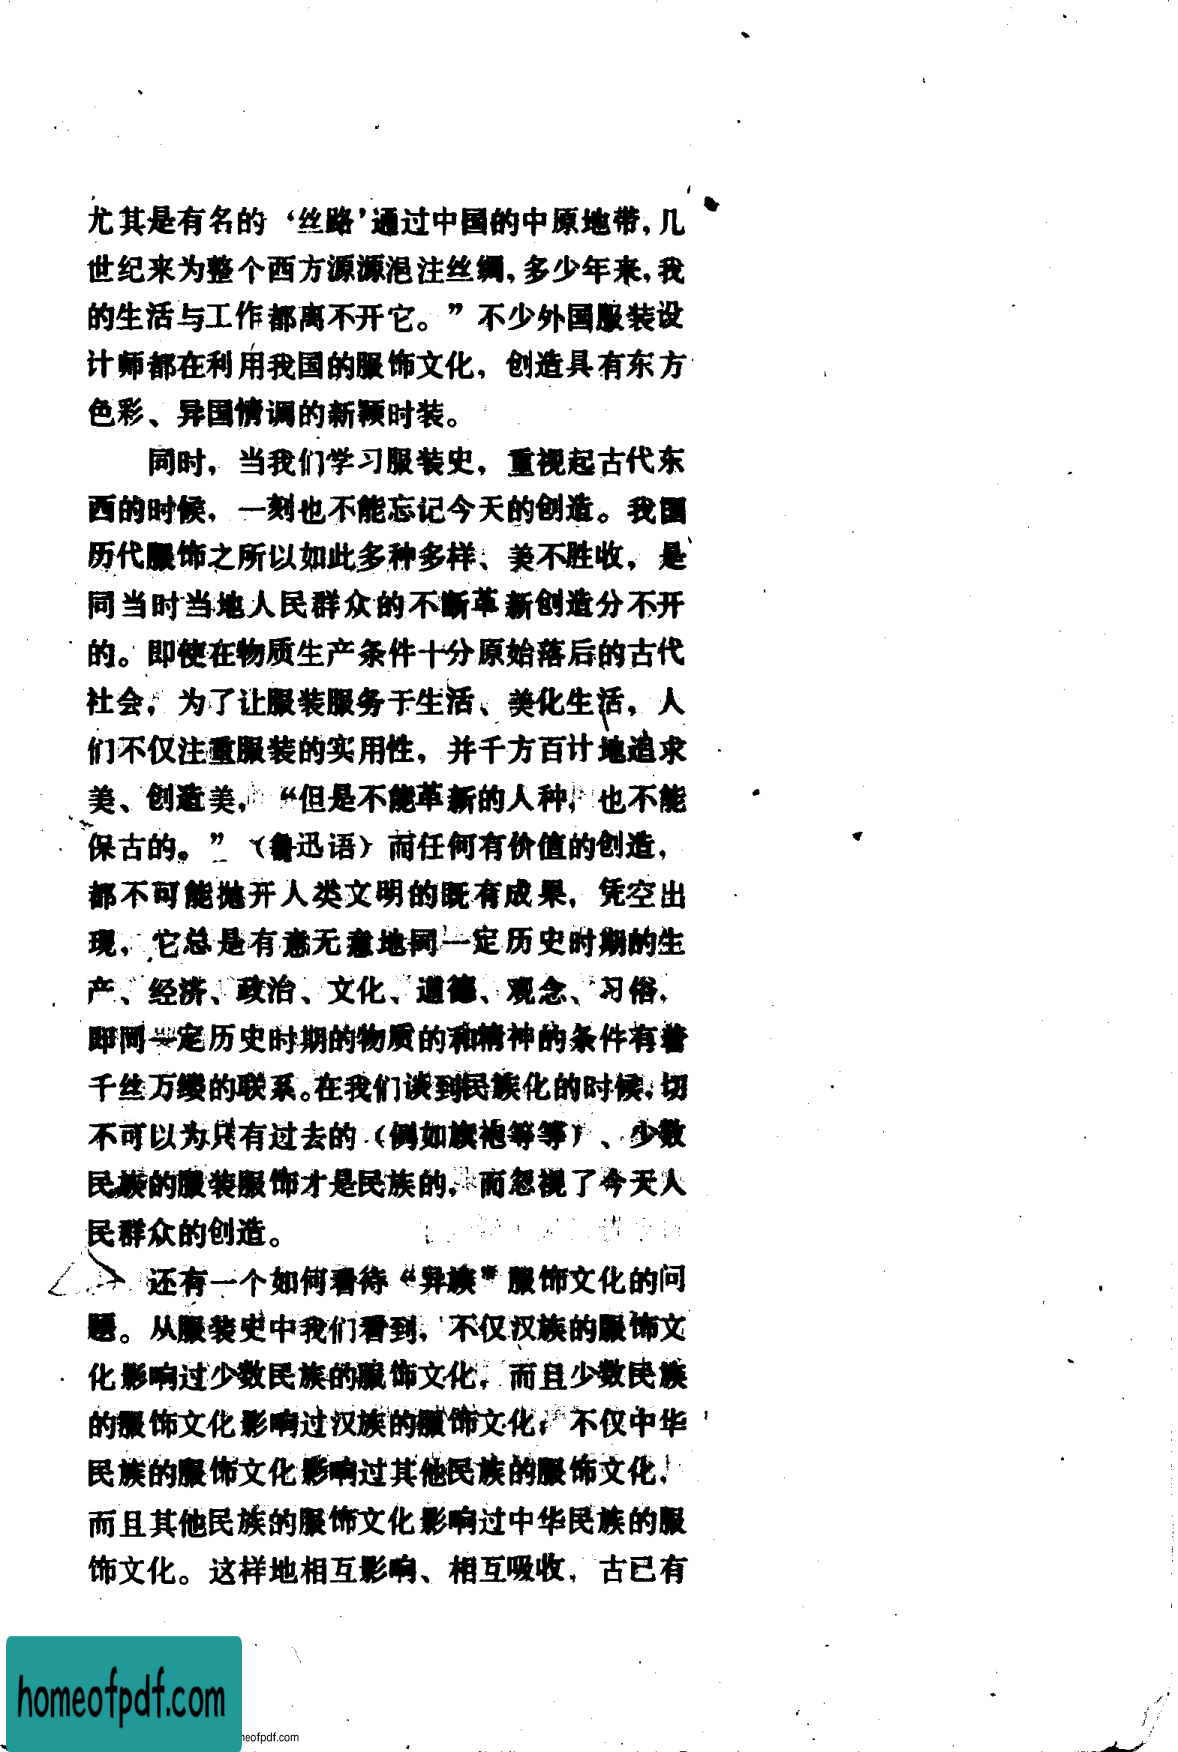 尤其是有名的‘丝路’通过中国的中原地带,几
世纪来为整个西方源源浥注丝绸,多少年来,我
的生活与工作都离不开它。”不少外国服装设
计师都在利用我国的服饰文化，创造具有东方
色彩、异国情调的新颖时装。
同时，当我们学习服装史，重视起古代东
西的时候，一刻也不能忘记今天的创造。我国
历代服饰之所以如此多种多样、美不胜收，是
同当时当地人民群众的不断革新创造分不开
的。即使在物质生产条件十分原始落后的古代
社会，为了让服装服务于生活、美化生活，人
们不仅注重服装的实用性，并千方百计地追求
美、创造美，“但是不能革新的人种，也不能
保古的。”（鲁迅语）而任何有价值的创造，
都不可能抛开人类文明的既有成果，凭空出
现，它总是有意无意地同一定历史时期的生
产、经济、政治、文化、道德、观念、习俗，
即同一定历史时期的物质的和精神的条件有着
千丝万缕的联系。在我们谈到民族化的时候,切
不可以为只有过去的（例如旗袍等等）、少数
民族的服装服饰才是民族的，而忽视了今天人
民群众的创造。
还有一个如何看待“异族”服饰文化的问
题。从服装史中我们看到，不仅汉族的服饰文
化影响过少数民族的服饰文化，而且少数民族
的服饰文化影响过汉族的服饰文化；不仅中华
民族的服饰文化影响过其他民族的服饰文化，
而且其他民族的服饰文化影响过中华民族的服
饰文化。这样地相互影响、相互吸收，古已有
homeofpdf.com
neofpdf.com